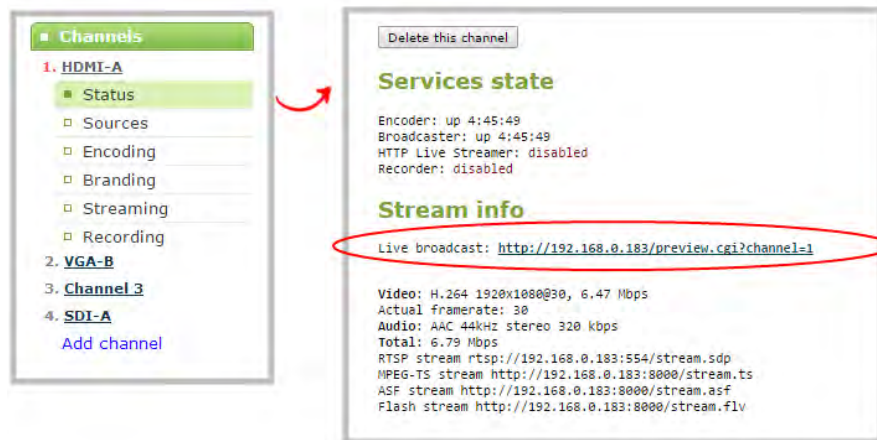 Channels
1. HDMI-A
Status
Sources
Encoding
Branding
Streaming
Recording
2. VGA-B
3. Channel 3
4. SDI-A
Add channel
Delete this channel
Services state
Encoder: up 4:45:49
Broadcaster: up 4:45:49
HTTP Live Streamer: disabled
Recorder: disabled
Stream info
Live broadcast: http://192.168.0.183/preview.cgi?channel=1
Video: H.264 1920x1080@30, 6.47 Mbps
Actual framerate: 30
Audio: AAC 44kHz stereo 320 kbps
Total: 6.79 Mbps
RTSP stream rtsp://192.168.0.183:554/stream.sdp
MPEG-TS stream http://192.168.0.183:8000/stream.ts
ASF stream http://192.168.0.183:8000/stream.asf
Flash stream http://192.168.0.183:8000/stream.flv